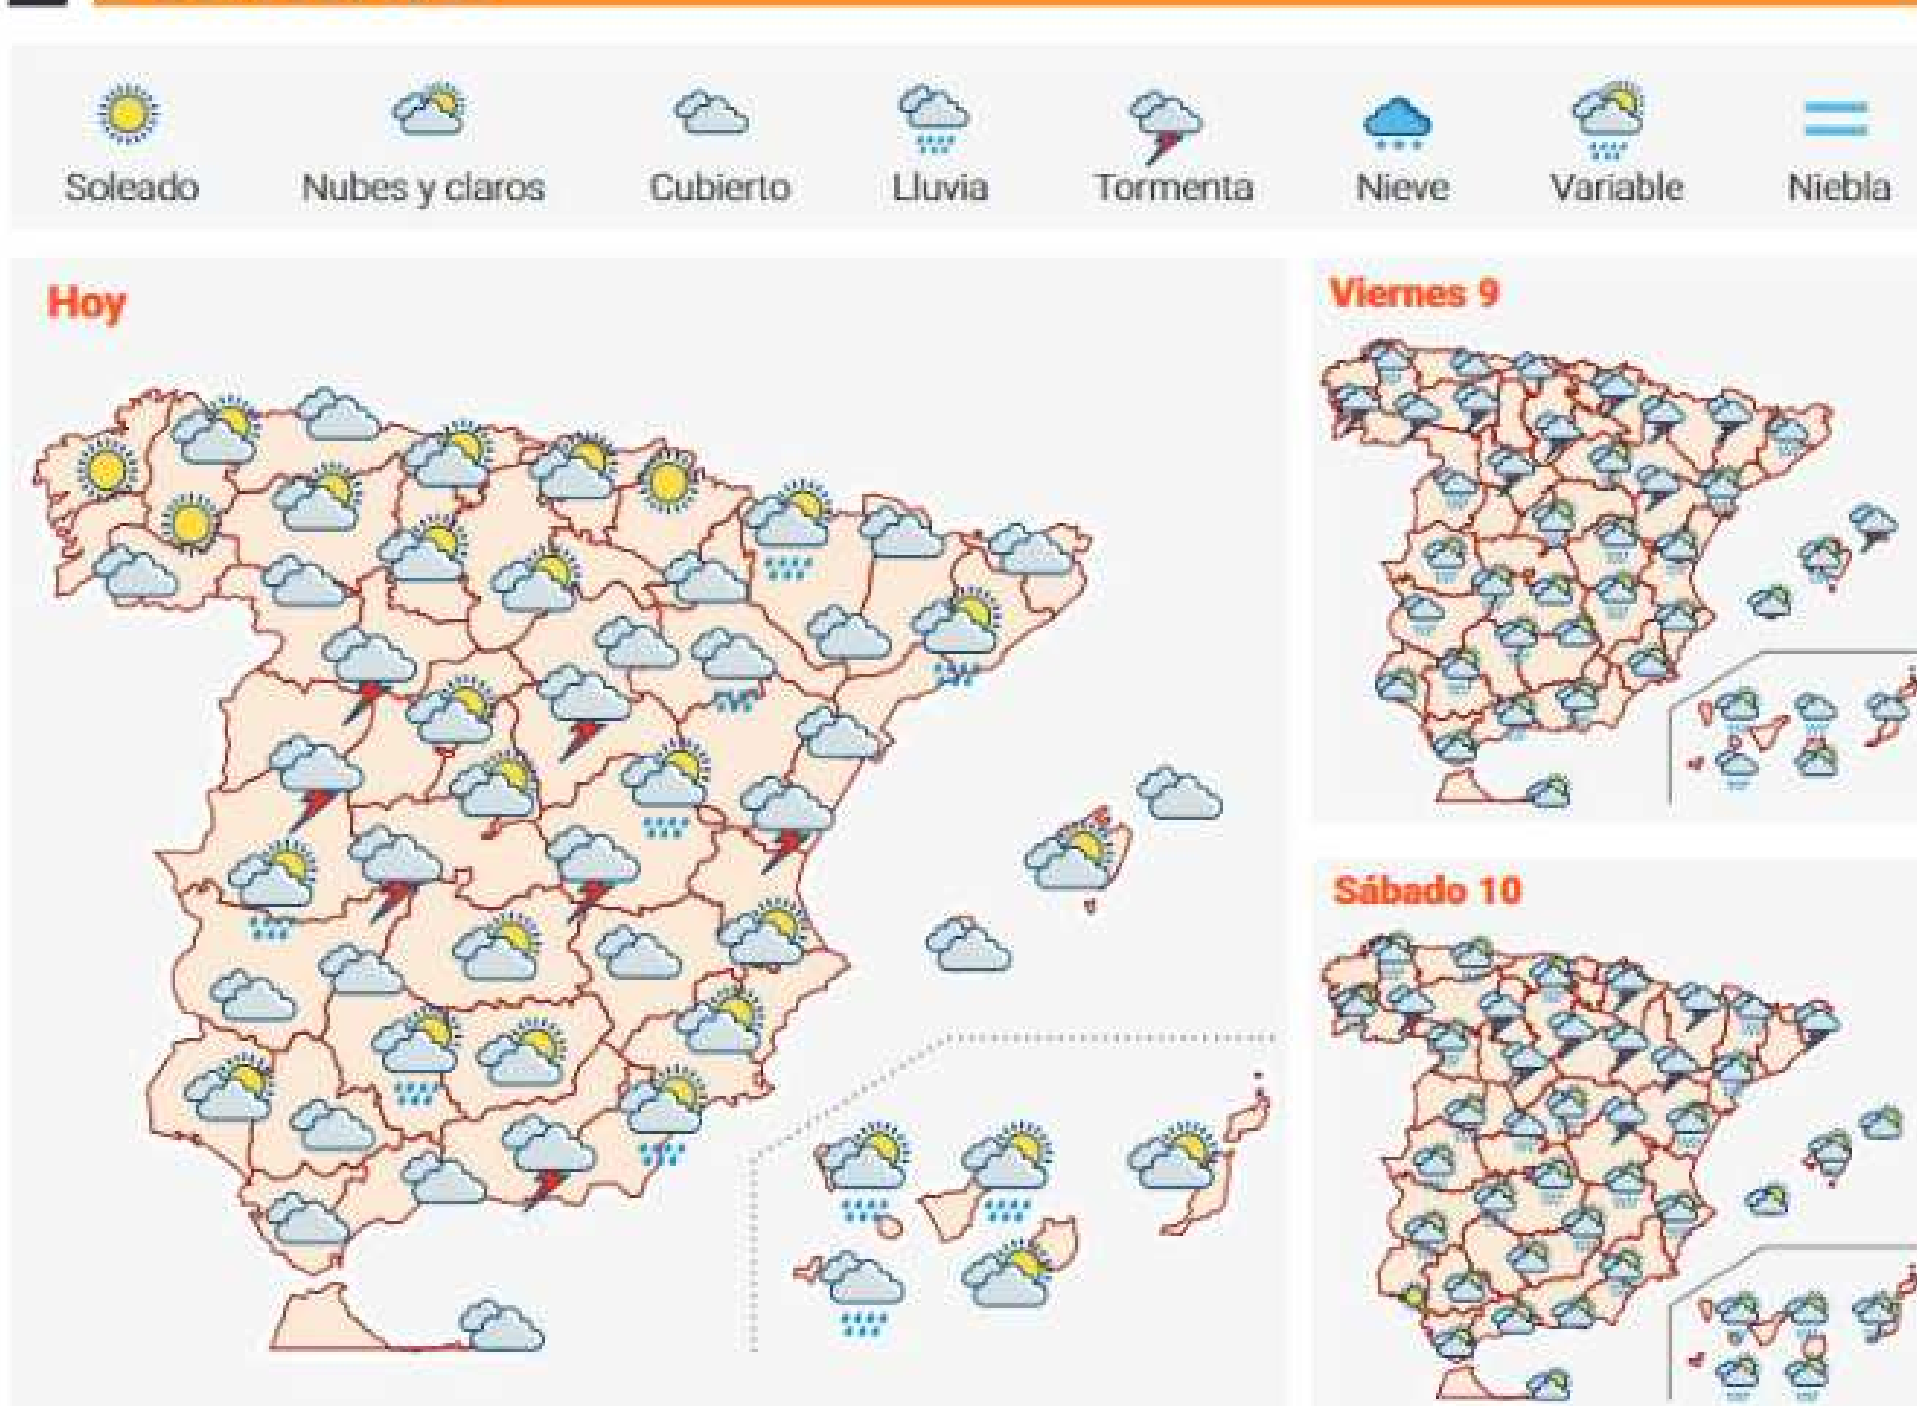 Soleado
Nubes y claros
Cubierto
Lluvia
Tormenta
Nieve
Variable
Niebla
Hoy
Viernes 9
Sábado 10